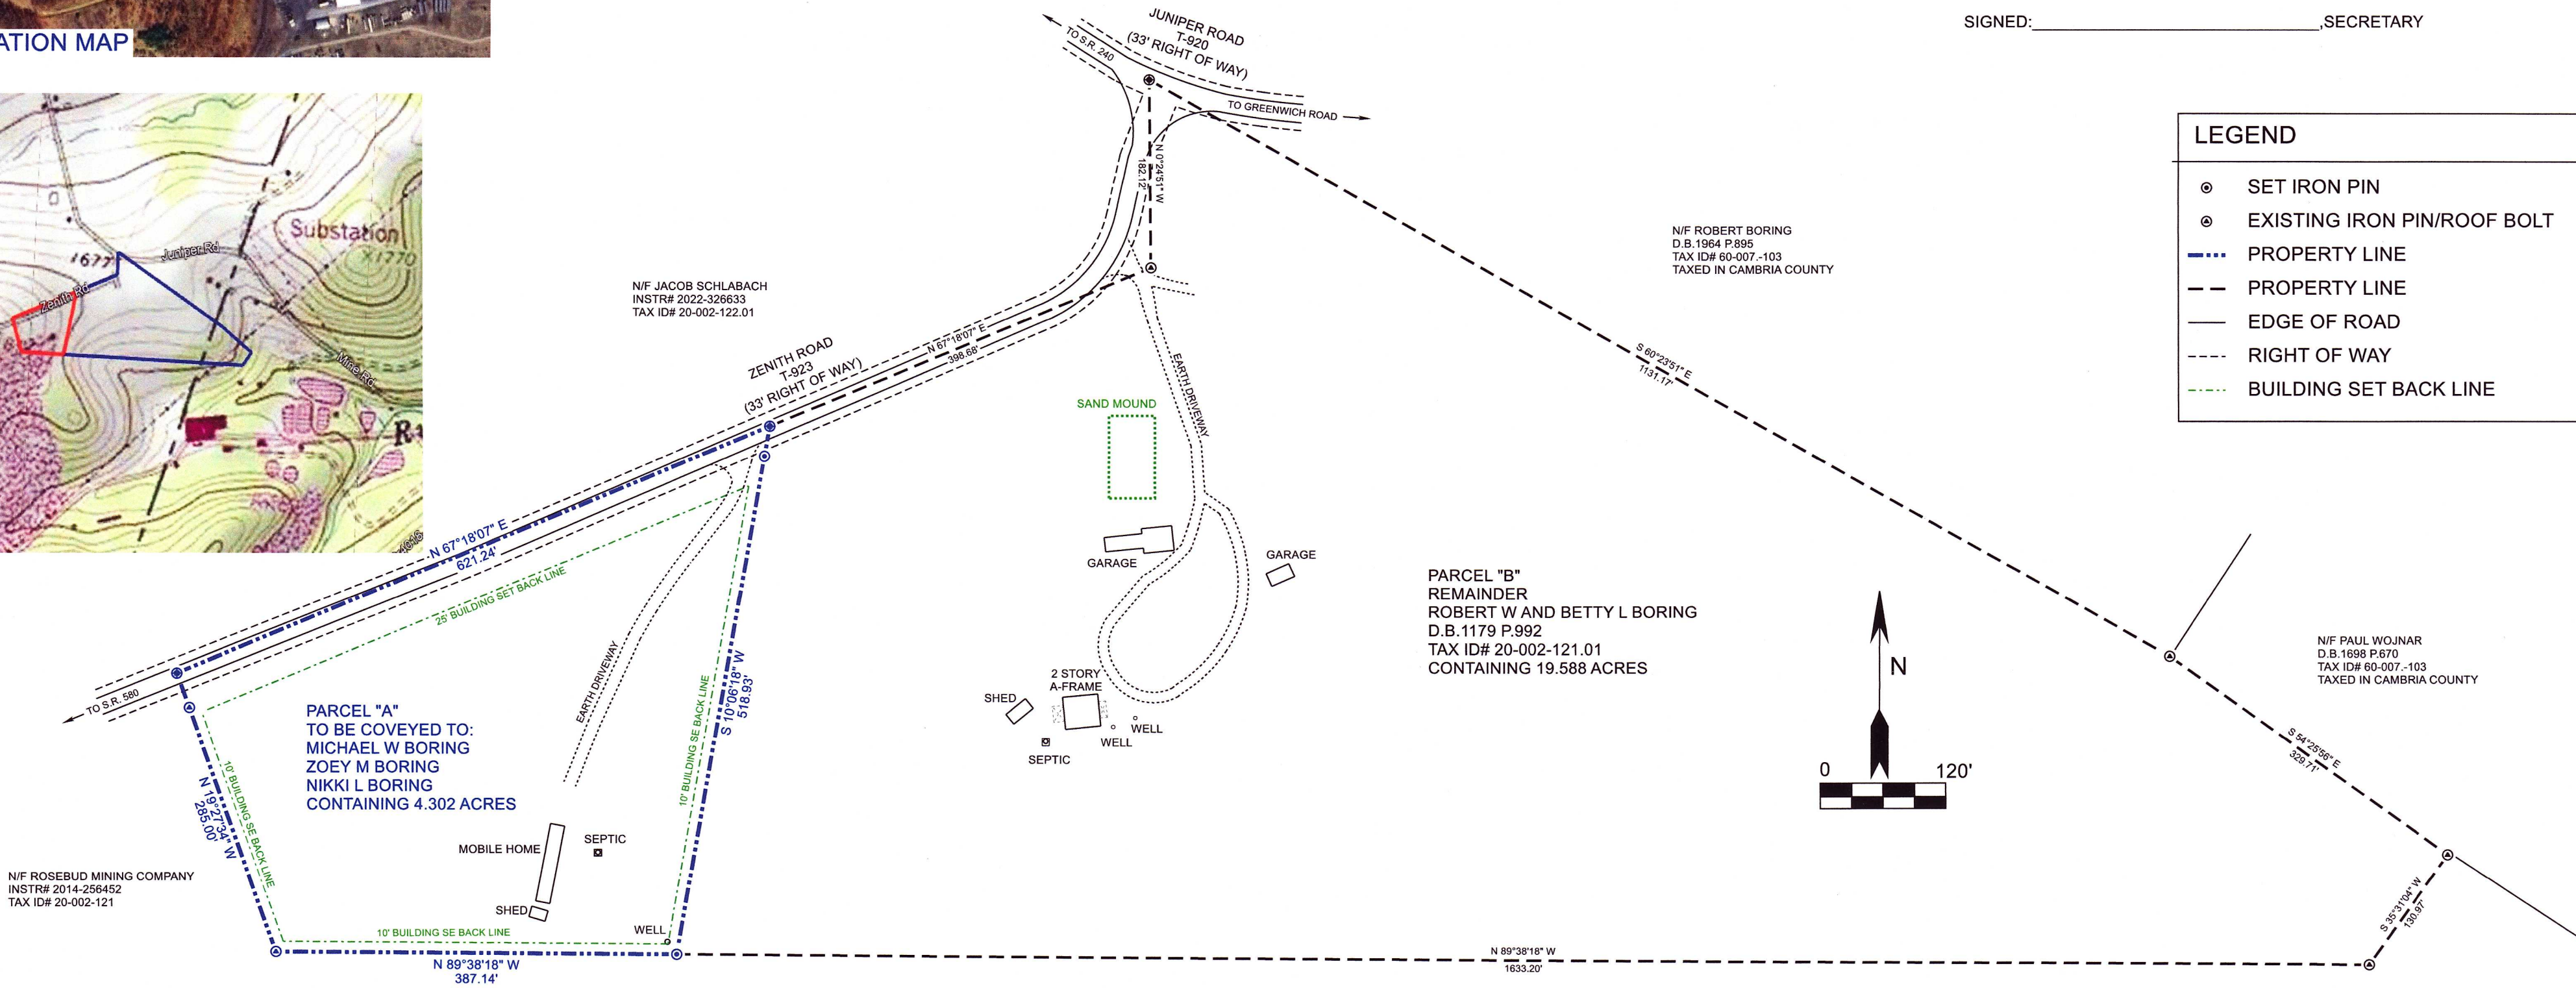 ATION MAP
SIGNED:____________________,SECRETARY
JUNIPER ROAD
T-920
(33' RIGHT OF WAY)
TO S.R. 240
TO GREENWICH ROAD
N 0°24'51" W
182.12'
LEGEND
SET IRON PIN
EXISTING IRON PIN/ROOF BOLT
PROPERTY LINE
PROPERTY LINE
EDGE OF ROAD
RIGHT OF WAY
BUILDING SET BACK LINE
Substation
1677
Juniper Rd
X1770
Zenith Rd
Mine Rd
N/F JACOB SCHLABACH
INSTR# 2022-326633
TAX ID# 20-002-122.01
N/F ROBERT BORING
D.B.1964 P.895
TAX ID# 60-007.-103
TAXED IN CAMBRIA COUNTY
ZENITH ROAD
T-923
(33' RIGHT OF WAY)
N 67°18'07" E
398.68'
EARTH DRIVEWAY
SAND MOUND
S 60°23'51" E
1131.17'
N 67°18'07" E
621.24'
25' BUILDING SET BACK LINE
GARAGE
GARAGE
PARCEL "B"
REMAINDER
ROBERT W AND BETTY L BORING
D.B.1179 P.992
TAX ID# 20-002-121.01
CONTAINING 19.588 ACRES
N
0 120'
N/F PAUL WOJNAR
D.B.1698 P.670
TAX ID# 60-007.-103
TAXED IN CAMBRIA COUNTY
TO S.R. 580
PARCEL "A"
TO BE COVEYED TO:
MICHAEL W BORING
ZOEY M BORING
NIKKI L BORING
CONTAINING 4.302 ACRES
EARTH DRIVEWAY
10' BUILDING SE BACK LINE
S 10°06'18" W
518.93'
2 STORY
A-FRAME
SHED
WELL
WELL
SEPTIC
S 54°25'56" E
329.71'
N 19°27'34" W
285.00'
10' BUILDING SE BACK LINE
MOBILE HOME
SEPTIC
SHED
WELL
N/F ROSEBUD MINING COMPANY
INSTR# 2014-256452
TAX ID# 20-002-121
10' BUILDING SE BACK LINE
N 89°38'18" W
387.14'
N 89°38'18" W
1633.20'
S 35°31'04" W
130.97'